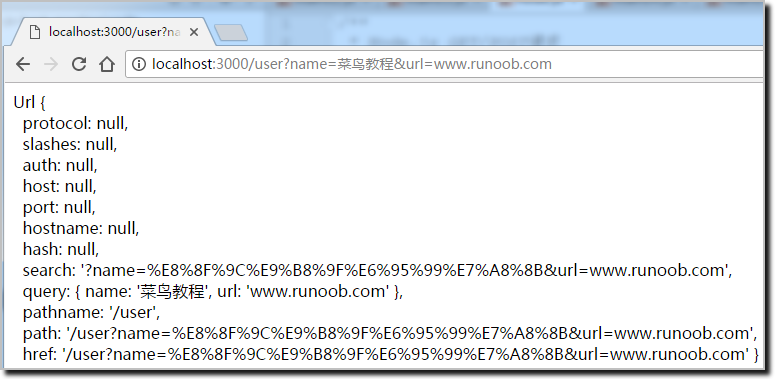 localhost:3000/user?na
localhost:3000/user?name=菜鸟教程&url=www.runoob.com
Url {
protocol: null,
slashes: null,
auth: null,
host: null,
port: null,
hostname: null,
hash: null,
search: '?name=%E8%8F%9C%E9%B8%9F%E6%95%99%E7%A8%8B&url=www.runoob.com',
query: { name: '菜鸟教程', url: 'www.runoob.com' },
pathname: '/user',
path: '/user?name=%E8%8F%9C%E9%B8%9F%E6%95%99%E7%A8%8B&url=www.runoob.com',
href: '/user?name=%E8%8F%9C%E9%B8%9F%E6%95%99%E7%A8%8B&url=www.runoob.com' }